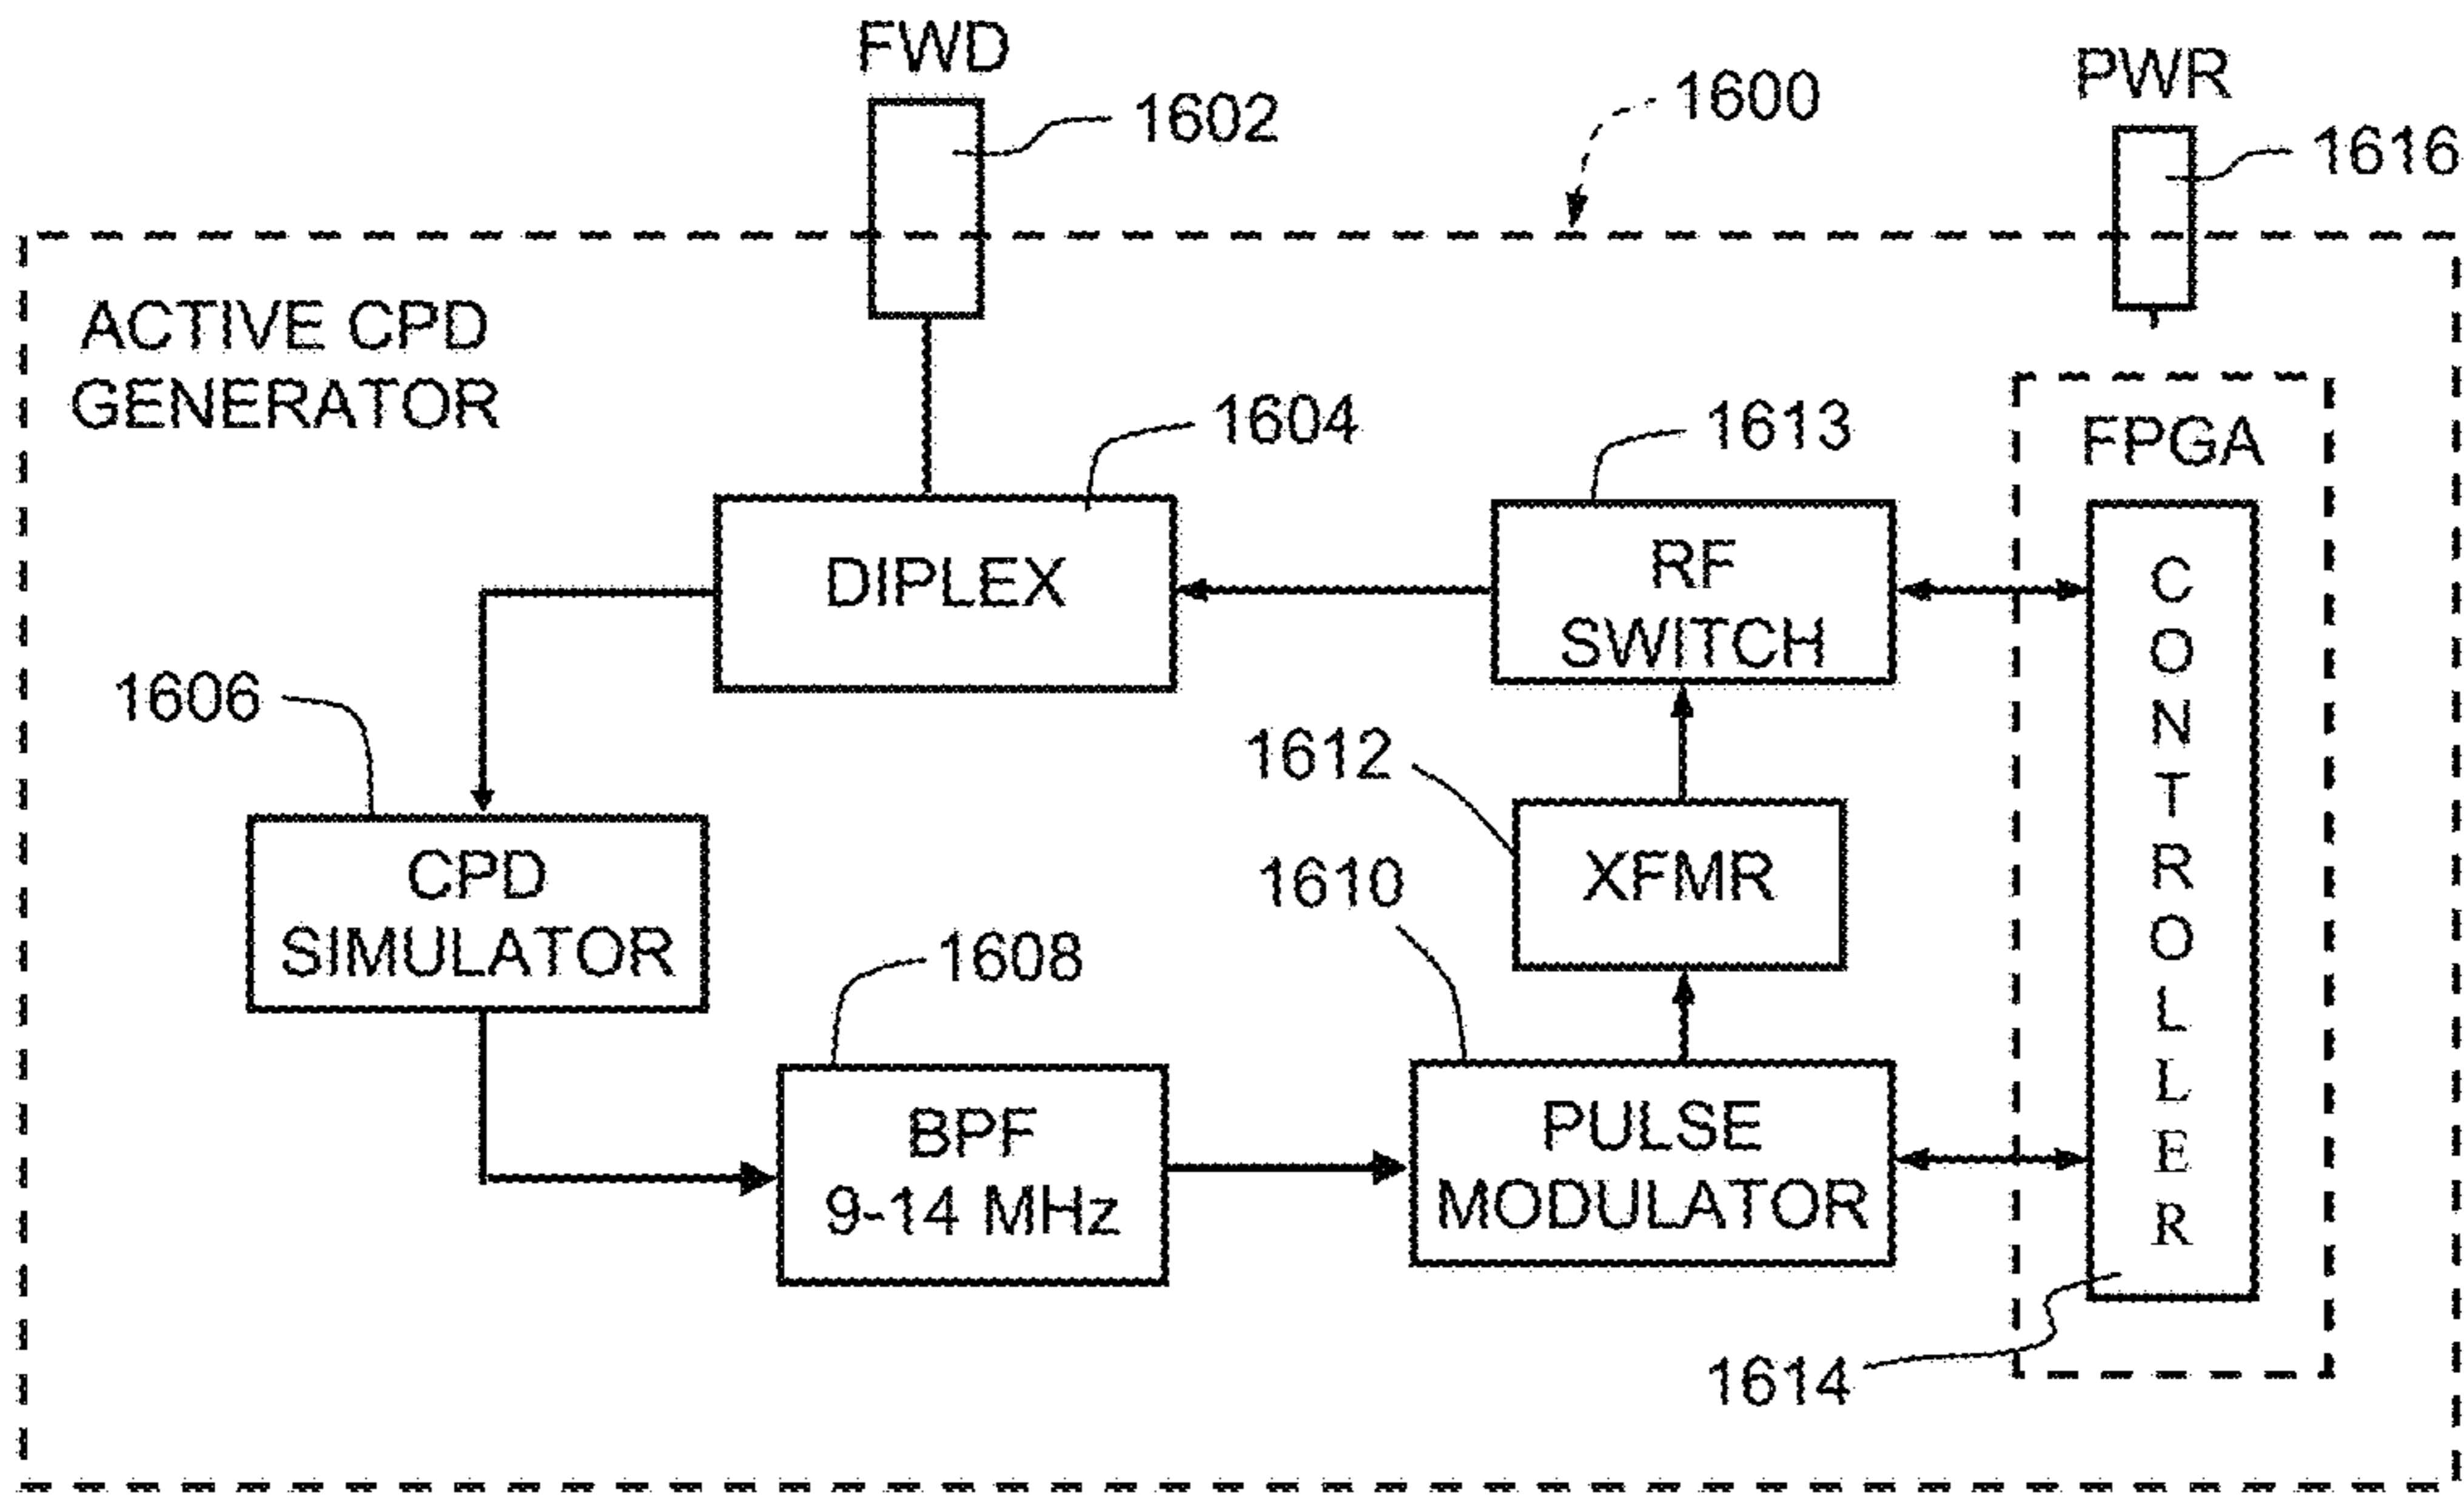 FWD
1602
1600
PWR
1616
ACTIVE CPD
GENERATOR
1604
1613
FPGA
DIPLEX
RF
SWITCH
CONTROLLER
1606
1612
CPD
SIMULATOR
XFMR
1610
1608
BPF
9-14 MHz
PULSE
MODULATOR
1614